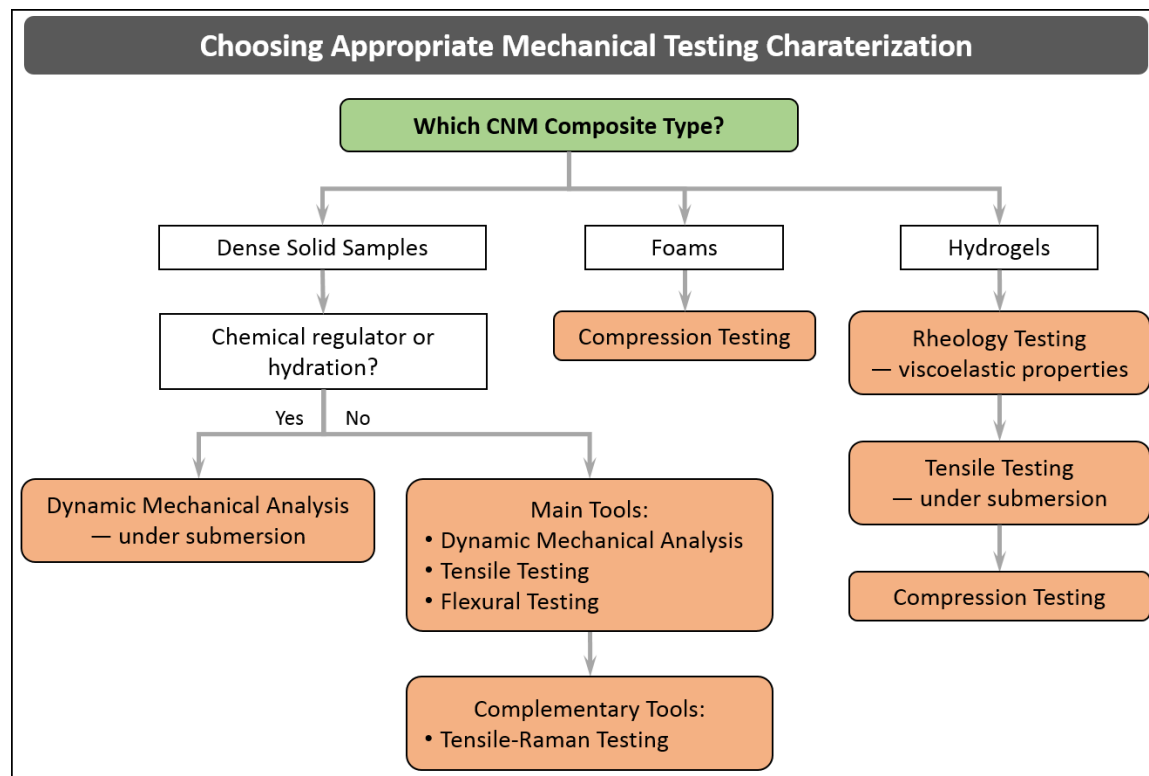 Choosing Appropriate Mechanical Testing Charaterization
Which CNM Composite Type?
Dense Solid Samples
Foams
Hydrogels
Chemical regulator or
hydration?
Compression Testing
Rheology Testing
— viscoelastic properties
Yes
No
Tensile Testing
— under submersion
Dynamic Mechanical Analysis
— under submersion
Main Tools:
• Dynamic Mechanical Analysis
• Tensile Testing
• Flexural Testing
Compression Testing
Complementary Tools:
• Tensile-Raman Testing